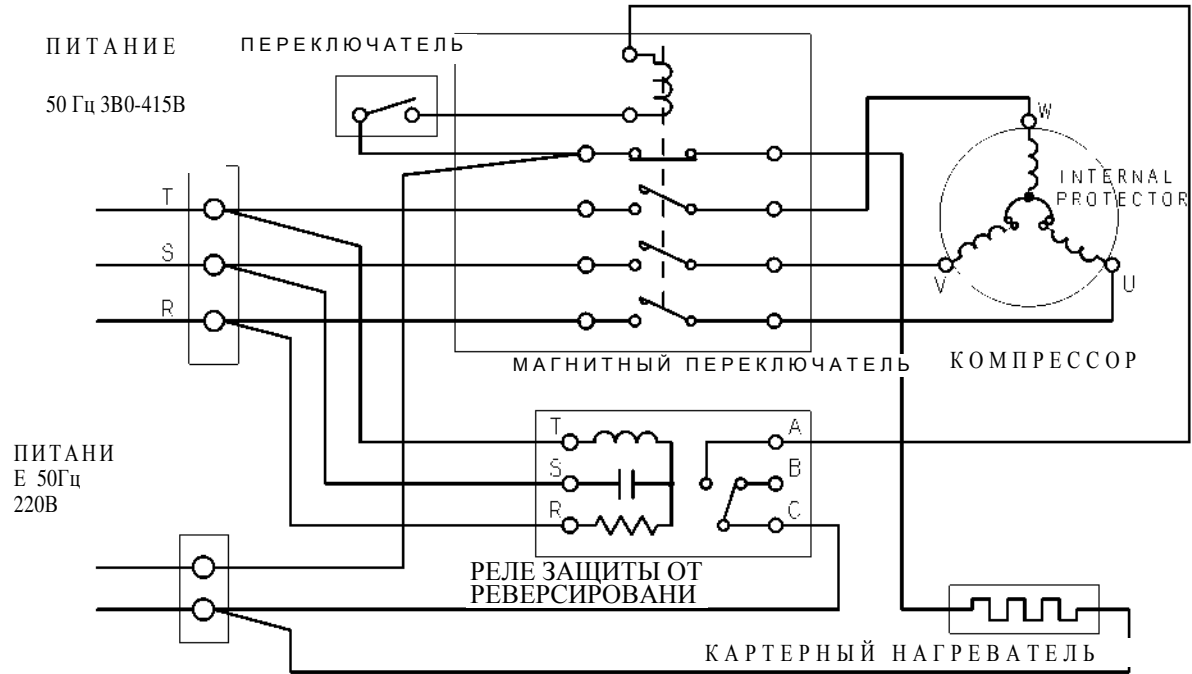 ПИТАНИЕ
ПЕРЕКЛЮЧАТЕЛЬ
50 Гц 3В0-415В
W
INTERNAL
PROTECTOR
T
S
R
V
U
МАГНИТНЫЙ ПЕРЕКЛЮЧАТЕЛЬ
КОМПРЕССОР
ПИТАНИ
Е 50Гц
220В
T
S
R
A
B
C
РЕЛЕ ЗАЩИТЫ ОТ
РЕВЕРСИРОВАНИ
КАРТЕРНЫЙ НАГРЕВАТЕЛЬ